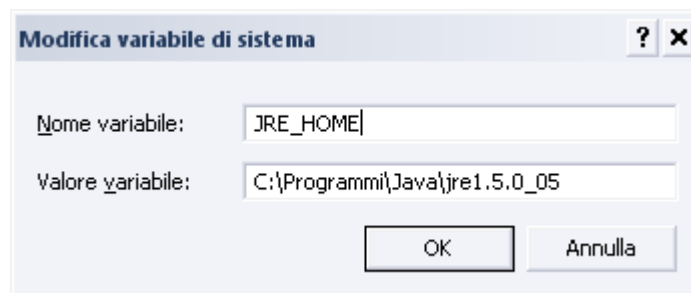 Modifica variabile di sistema
Nome variabile: JRE_HOME
Valore variabile: C:\Programmi\Java\jre1.5.0_05
OK Annulla